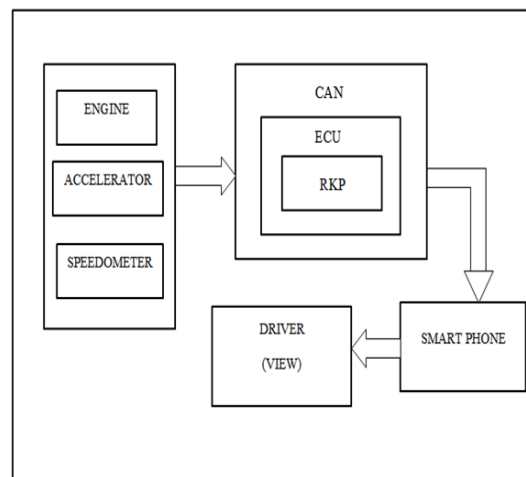 ENGINE
ACCELERATOR
SPEEDOMETER
CAN
ECU
RKP
SMART PHONE
DRIVER
(VIEW)